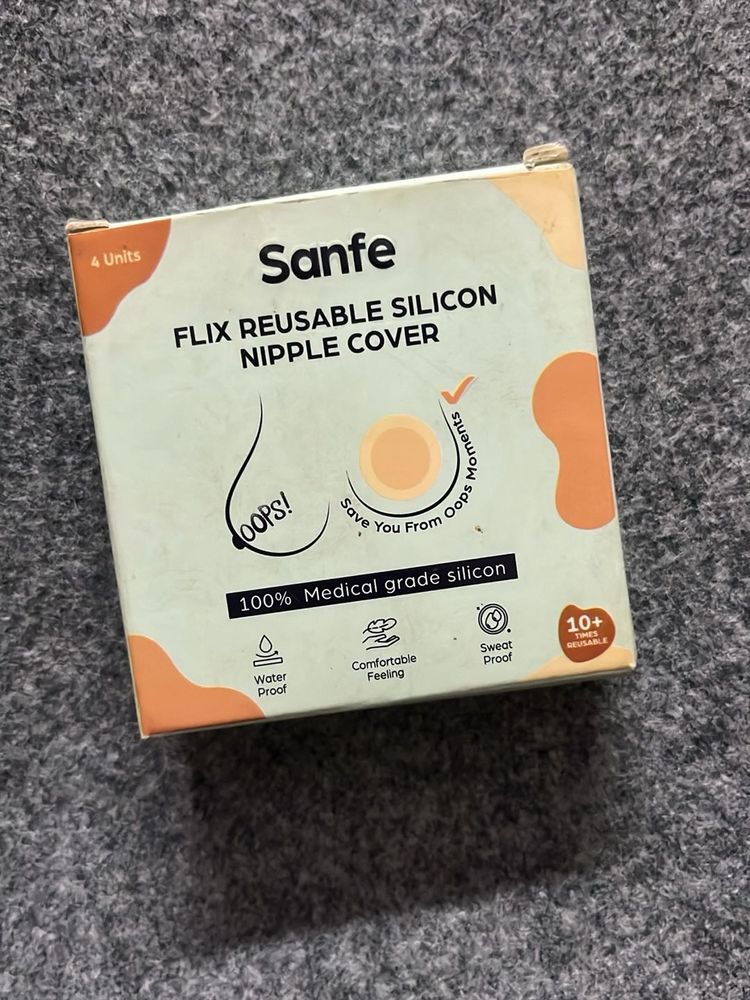 4 Units
Sanfe
FLIX REUSABLE SILICON
NIPPLE COVER
OOPS!
Save You From Oops Moments
100% Medical grade silicon
Water
Proof
Comfortable
Feeling
Sweat
Proof
10+
TIMES
REUSABLE